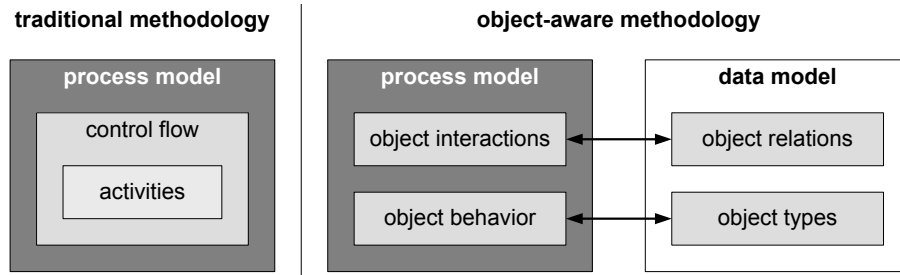 traditional methodology
process model
control flow
activities
object-aware methodology
process model
object interactions
object behavior
data model
object relations
object types